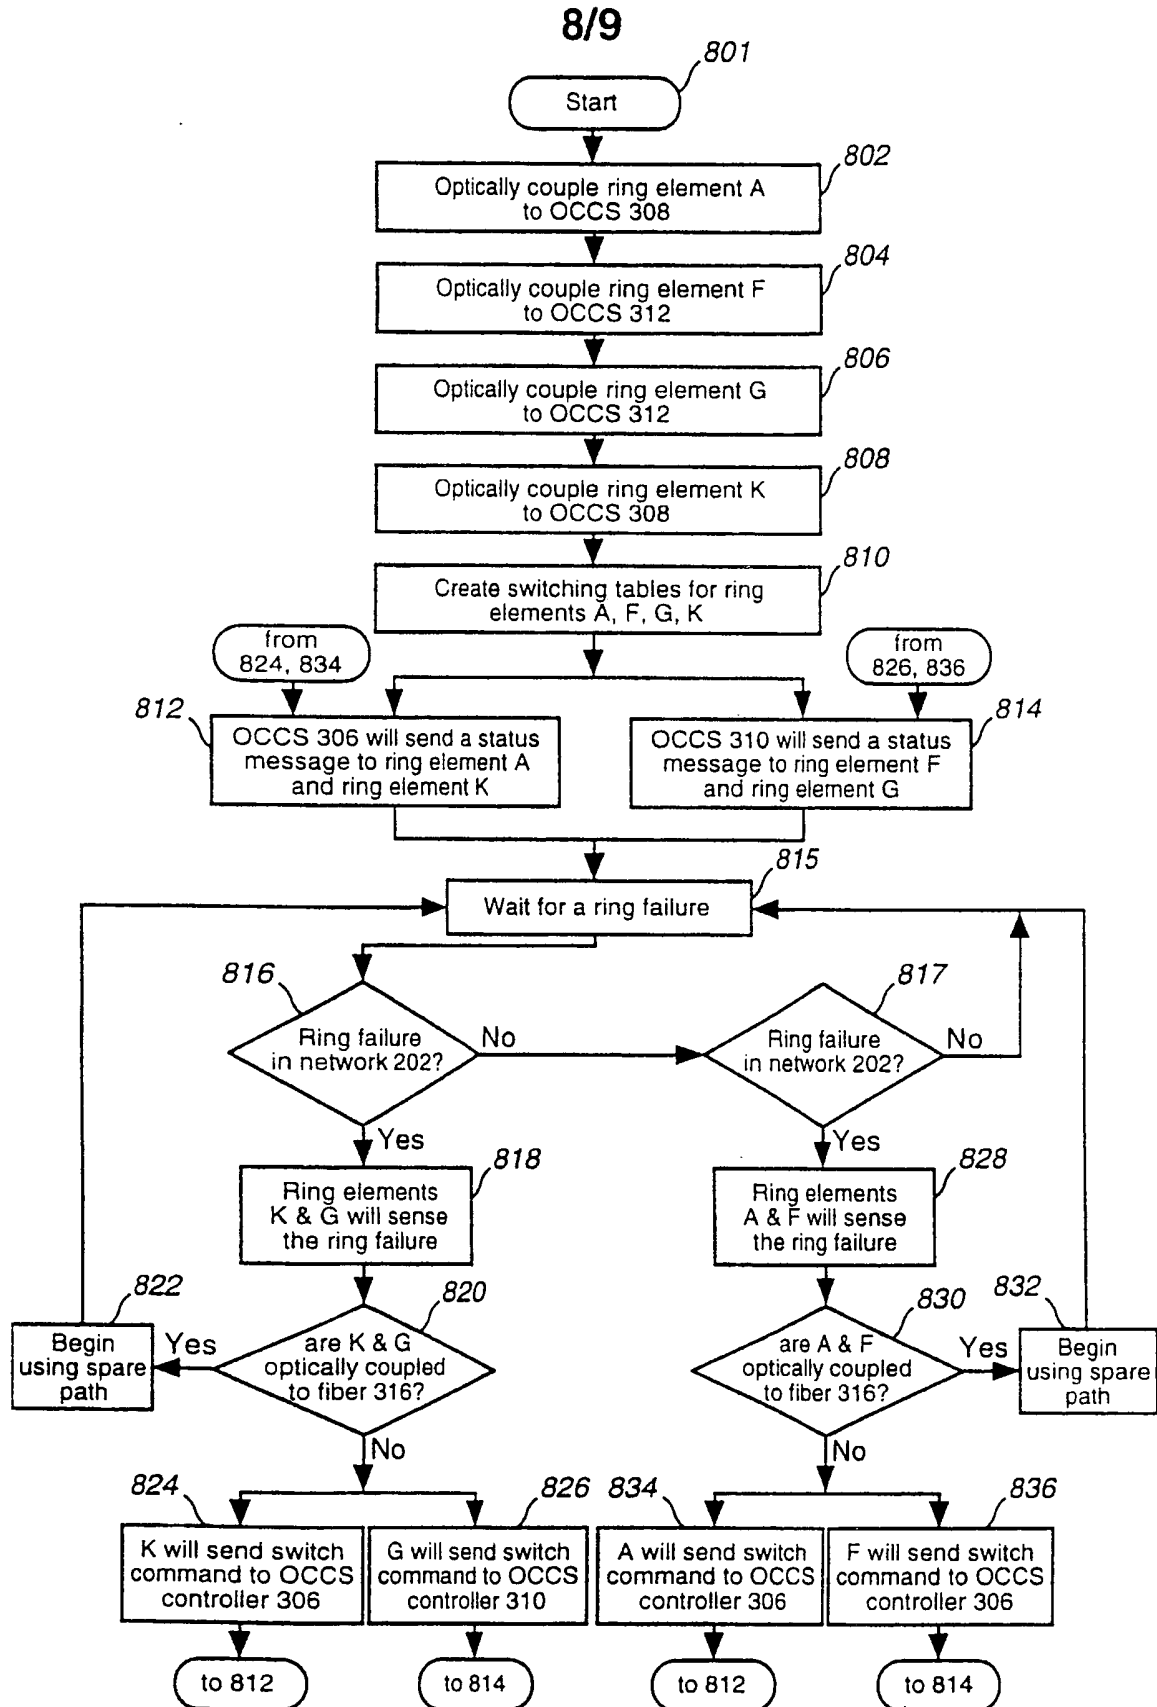 8/9
801
Start
802
Optically couple ring element A
to OCCS 308
804
Optically couple ring element F
to OCCS 312
806
Optically couple ring element G
to OCCS 312
808
Optically couple ring element K
to OCCS 308
810
Create switching tables for ring
elements A, F, G, K
from
824, 834
from
826, 836
812
OCCS 306 will send a status
message to ring element A
and ring element K
814
OCCS 310 will send a status
message to ring element F
and ring element G
815
Wait for a ring failure
816
Ring failure
in network 202?
No
817
Ring failure
in network 202?
No
Yes
Yes
818
Ring elements
K & G will sense
the ring failure
828
Ring elements
A & F will sense
the ring failure
822
Begin
using spare
path
Yes
820
are K & G
optically coupled
to fiber 316?
830
are A & F
optically coupled
to fiber 316?
Yes
832
Begin
using spare
path
No
No
824
K will send switch
command to OCCS
controller 306
826
G will send switch
command to OCCS
controller 310
834
A will send switch
command to OCCS
controller 306
836
F will send switch
command to OCCS
controller 306
to 812
to 814
to 812
to 814